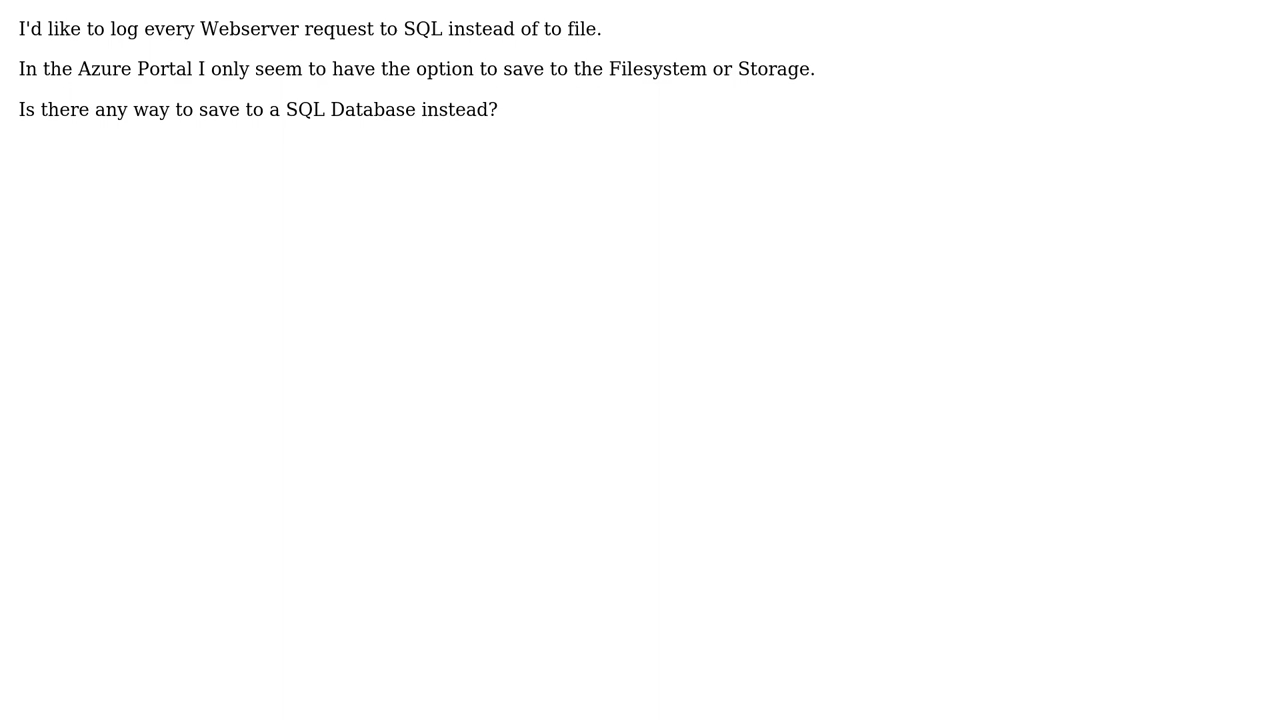 I'd like to log every Webserver request to SQL instead of to file.
In the Azure Portal I only seem to have the option to save to the Filesystem or Storage.
Is there any way to save to a SQL Database instead?